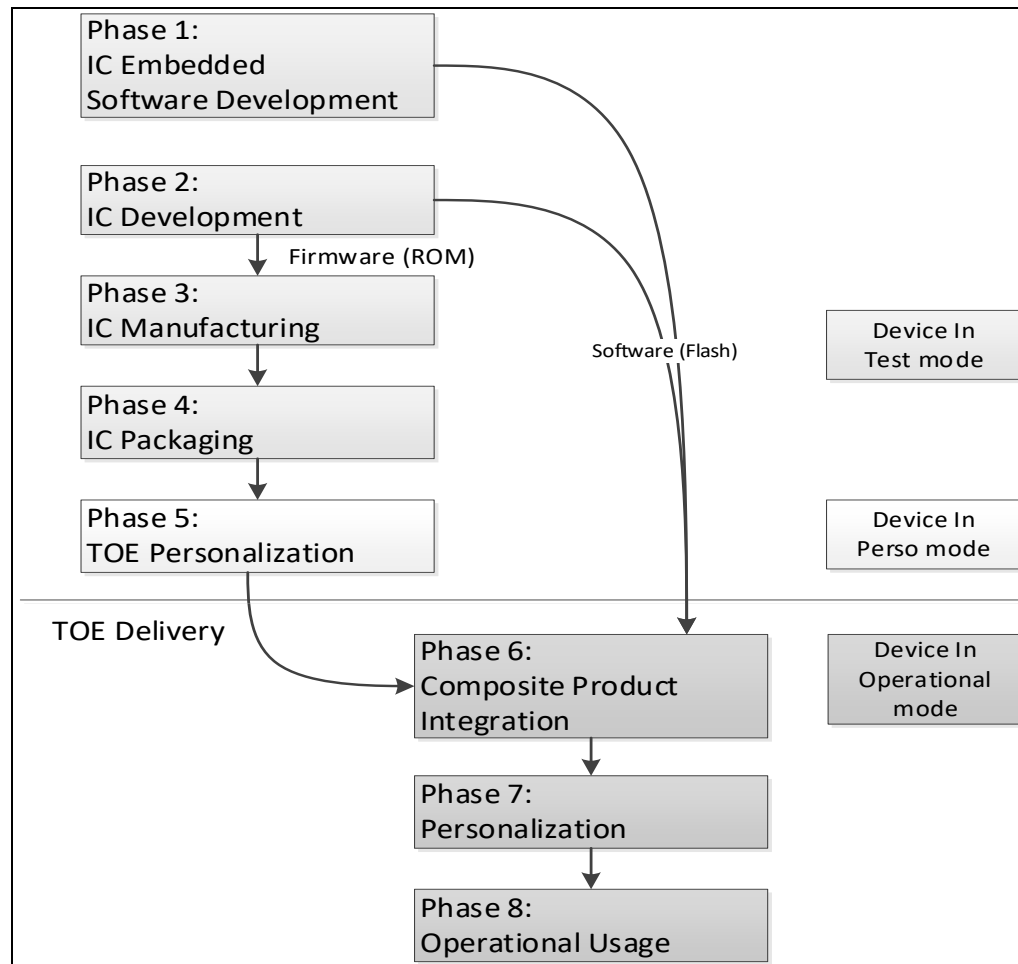 Phase 1:
IC Embedded
Software Development
Phase 2:
IC Development
Firmware (ROM)
Phase 3:
IC Manufacturing
Software (Flash)
Device In
Test mode
Phase 4:
IC Packaging
Phase 5:
TOE Personalization
Device In
Perso mode
TOE Delivery
Phase 6:
Composite Product
Integration
Device In
Operational
mode
Phase 7:
Personalization
Phase 8:
Operational Usage